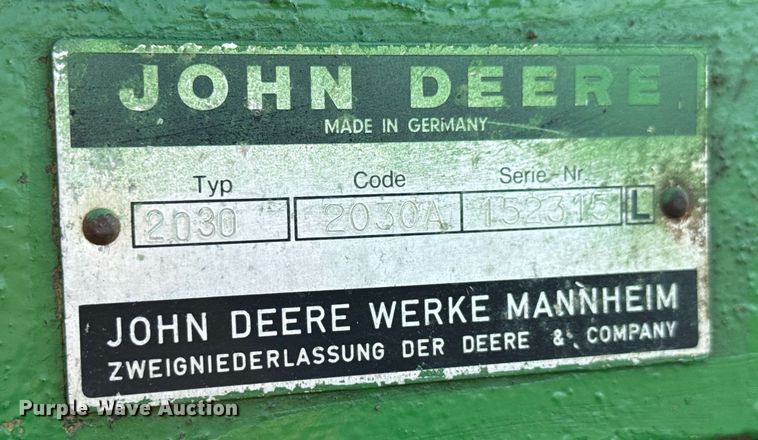 JOHN DEERE
MADE IN GERMANY
Typ Code Serie-Nr.
2030 2030A 152315 L
JOHN DEERE WERKE MANNHEIM
ZWEIGNIEDERLASSUNG DER DEERE & COMPANY
Purple Wave Auction